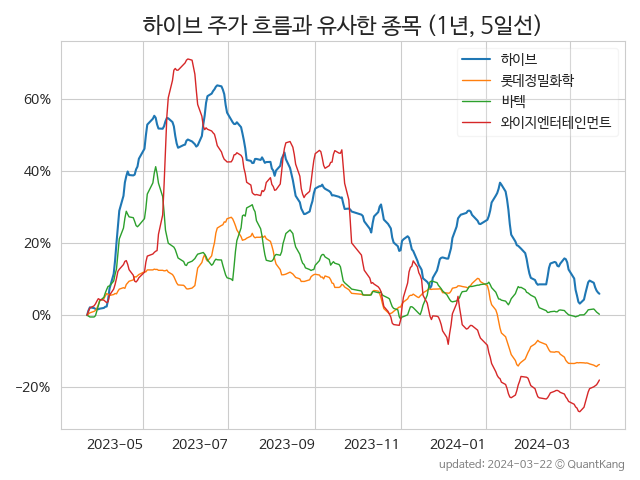 하이브 주가 흐름과 유사한 종목 (1년, 5일선)
하이브
롯데정밀화학
바텍
와이지엔터테인먼트
60%
40%
20%
0%
−20%
2023-05 2023-07 2023-09 2023-11 2024-01 2024-03
updated: 2024-03-22 © QuantKang